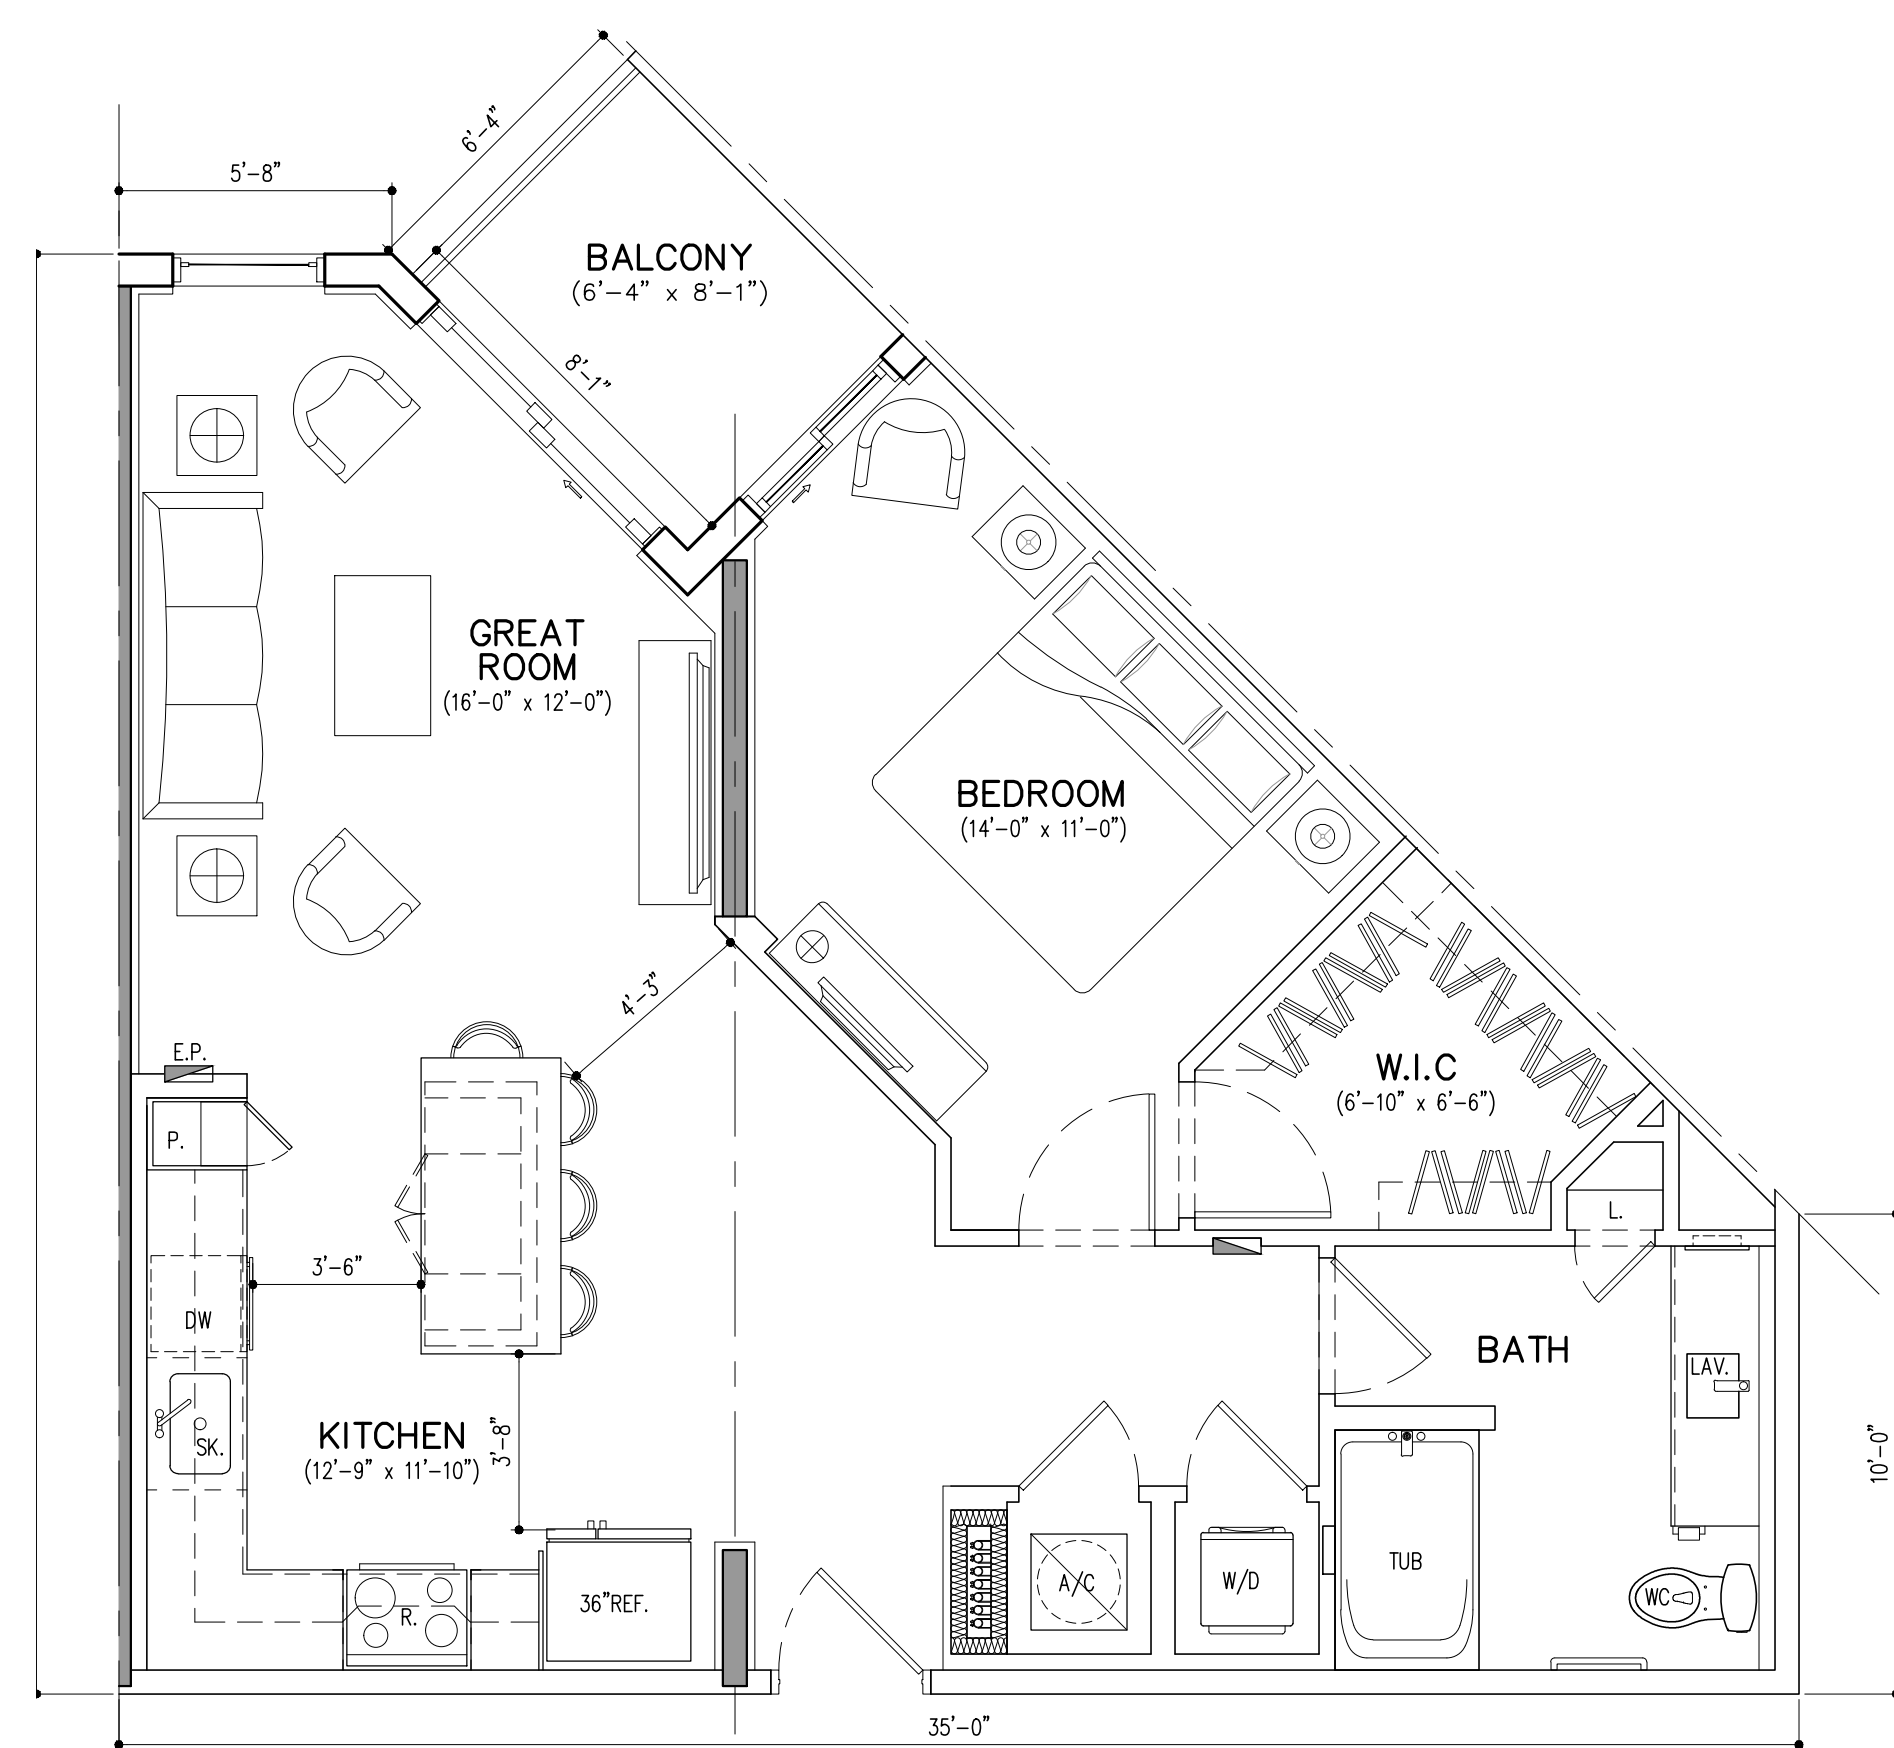 6'-4"
5'-8"
BALCONY
(6'-4" x 8'-1")
8'-1"
GREAT
ROOM
(16'-0" x 12'-0")
BEDROOM
(14'-0" x 11'-0")
4'-3"
E.P.
W.I.C
(6'-10" x 6'-6")
P.
L.
3'-6"
DW
BATH
LAV.
KITCHEN
(12'-9" x 11'-10")
3'-8"
SK.
10'-0"
TUB
A/C
W/D
WC
36"REF.
R.
35'-0"